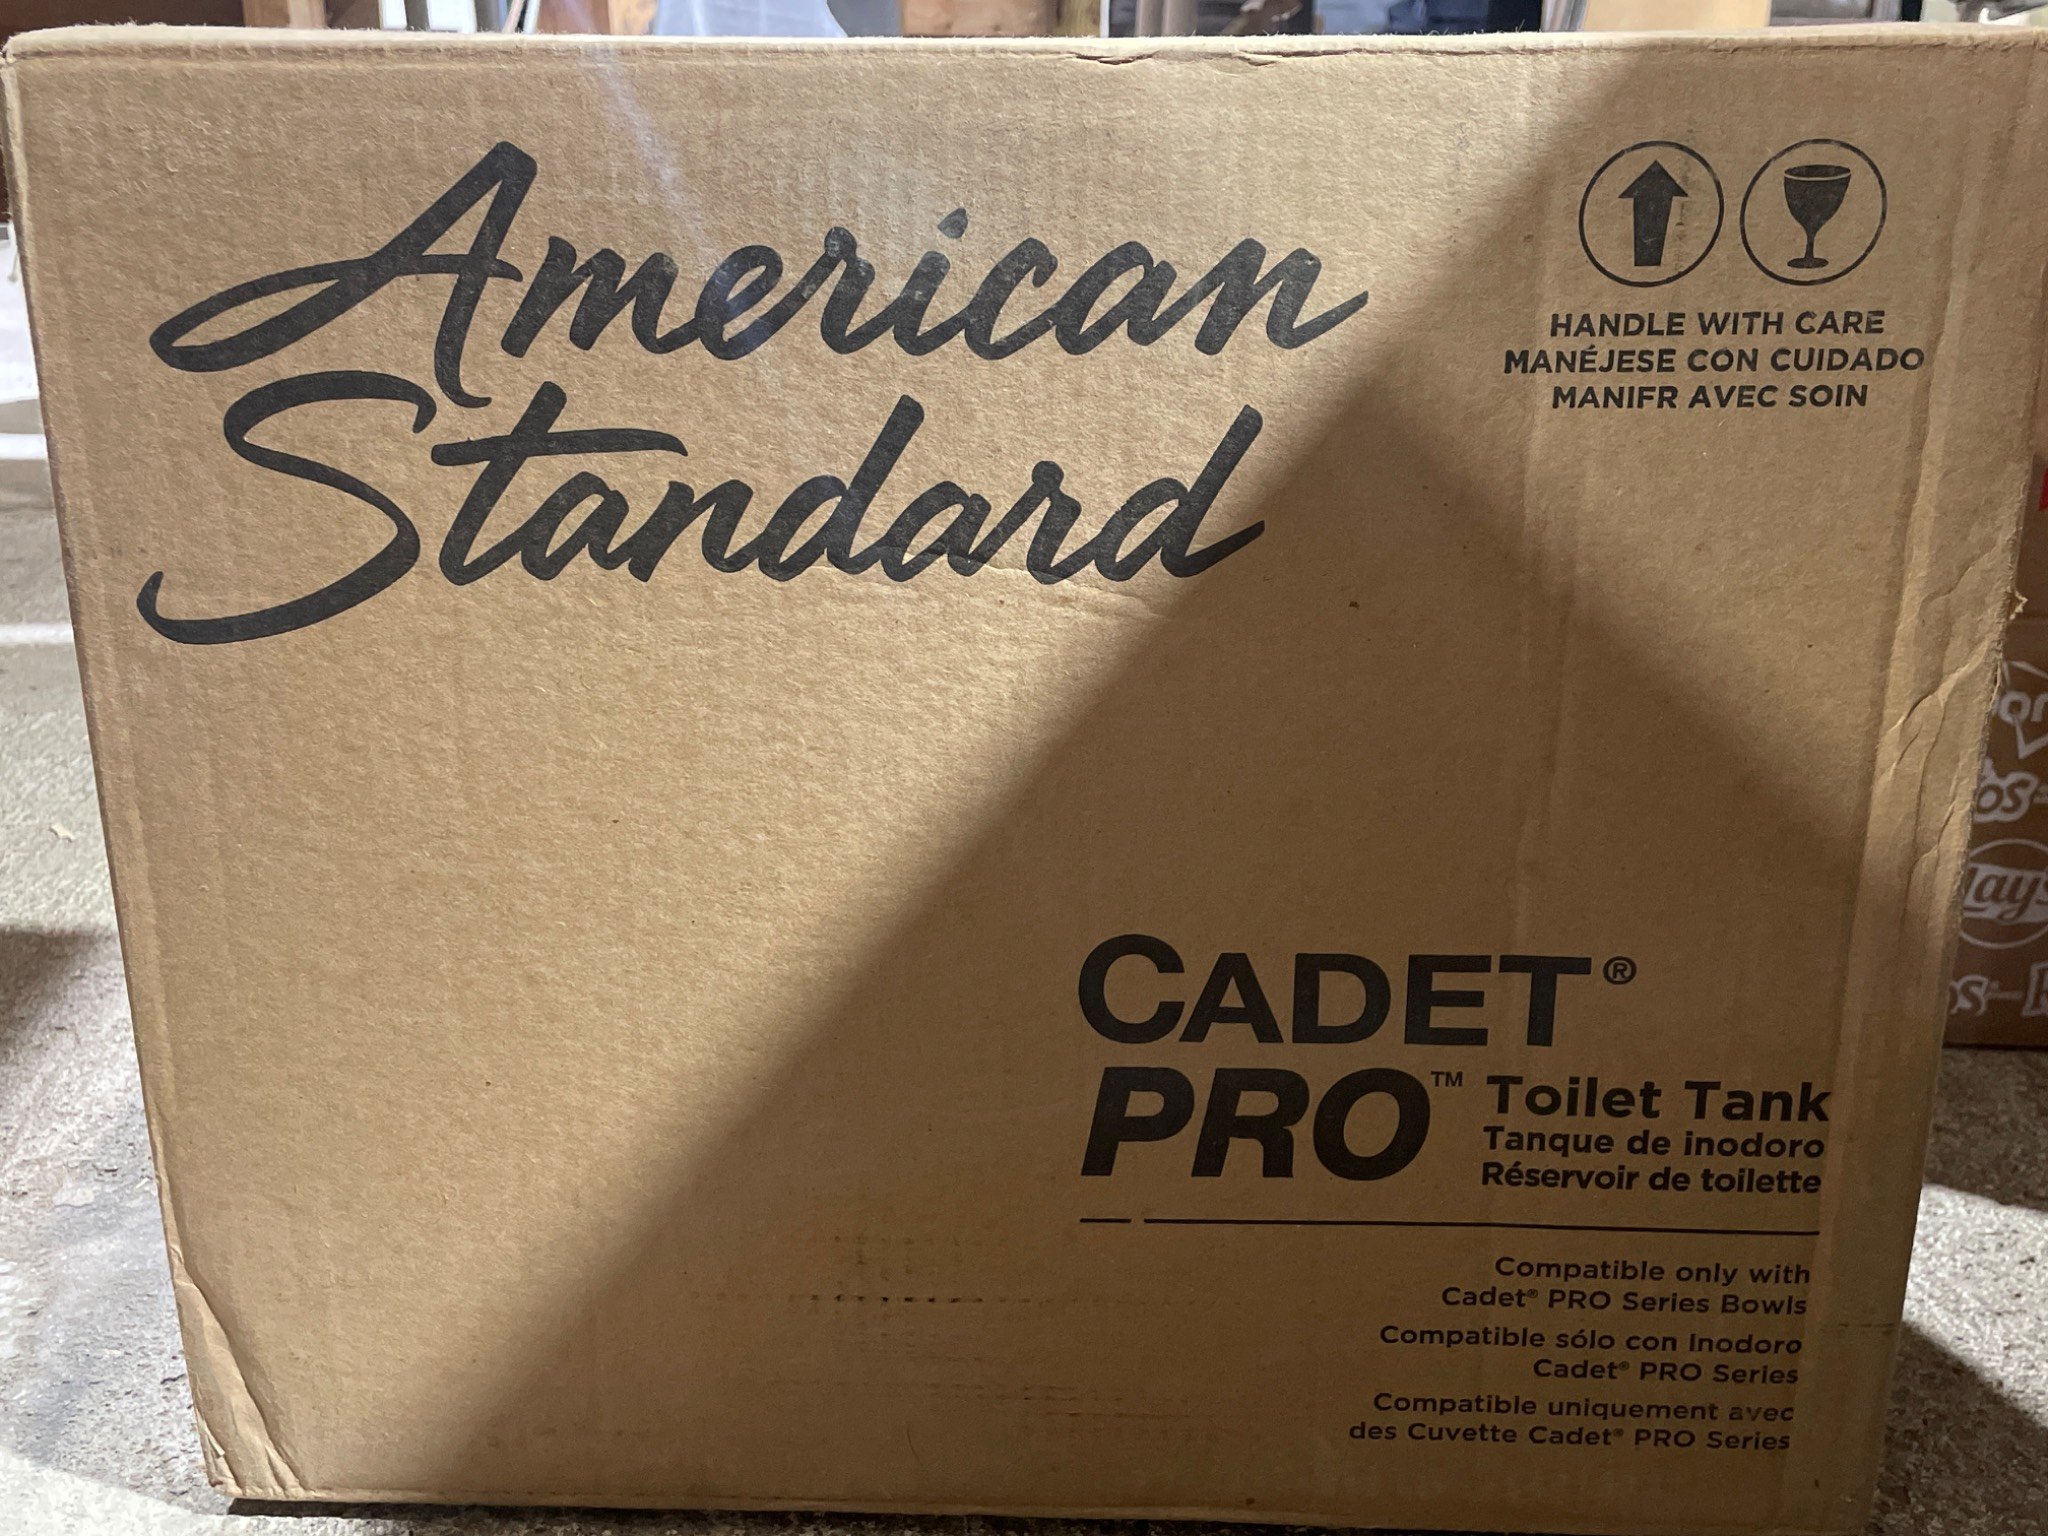 American
Standard
HANDLE WITH CARE
MANÉJESE CON CUIDADO
MANIFR AVEC SOIN
CADET®
PRO™ Toilet Tank
Tanque de inodoro
Réservoir de toilette
Compatible only with
Cadet® PRO Series Bowls
Compatible sólo con Inodoro
Cadet® PRO Series
Compatible uniquement avec
des Cuvette Cadet® PRO Series
Lay's